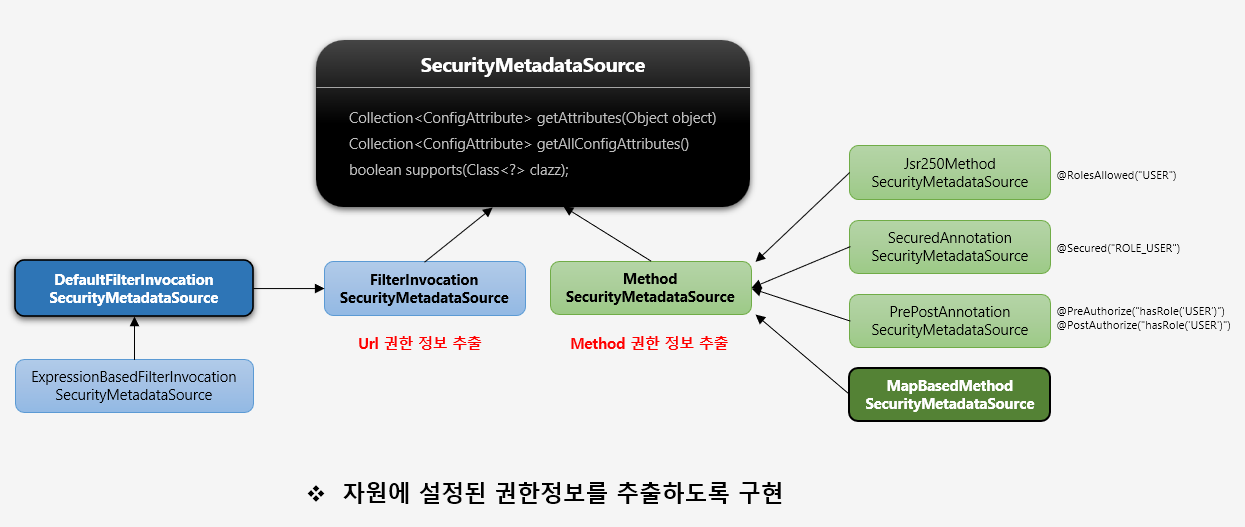 SecurityMetadataSource
Collection<ConfigAttribute> getAttributes(Object object)
Collection<ConfigAttribute> getAllConfigAttributes()
boolean supports(Class<?> clazz);
DefaultFilterInvocation
SecurityMetadataSource
ExpressionBasedFilterInvocation
SecurityMetadataSource
FilterInvocation
SecurityMetadataSource
Url 권한 정보 추출
Method
SecurityMetadataSource
Method 권한 정보 추출
Jsr250Method
SecurityMetadataSource
@RolesAllowed("USER")
SecuredAnnotation
SecurityMetadataSource
@Secured("ROLE_USER")
PrePostAnnotation
SecurityMetadataSource
@PreAuthorize("hasRole('USER')")
@PostAuthorize("hasRole('USER')")
MapBasedMethod
SecurityMetadataSource
❖ 자원에 설정된 권한정보를 추출하도록 구현